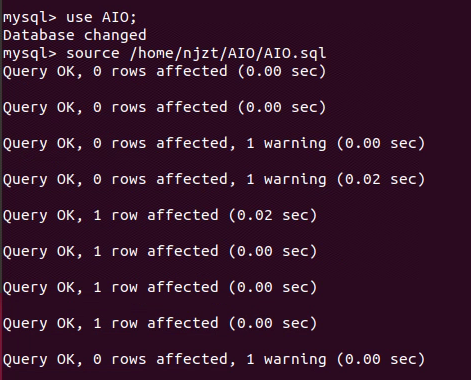 mysql> use AIO;
Database changed
mysql> source /home/njzt/AIO/AIO.sql
Query OK, 0 rows affected (0.00 sec)
Query OK, 0 rows affected (0.00 sec)
Query OK, 0 rows affected, 1 warning (0.00 sec)
Query OK, 0 rows affected, 1 warning (0.02 sec)
Query OK, 1 row affected (0.02 sec)
Query OK, 1 row affected (0.00 sec)
Query OK, 1 row affected (0.00 sec)
Query OK, 1 row affected (0.00 sec)
Query OK, 0 rows affected, 1 warning (0.00 sec)